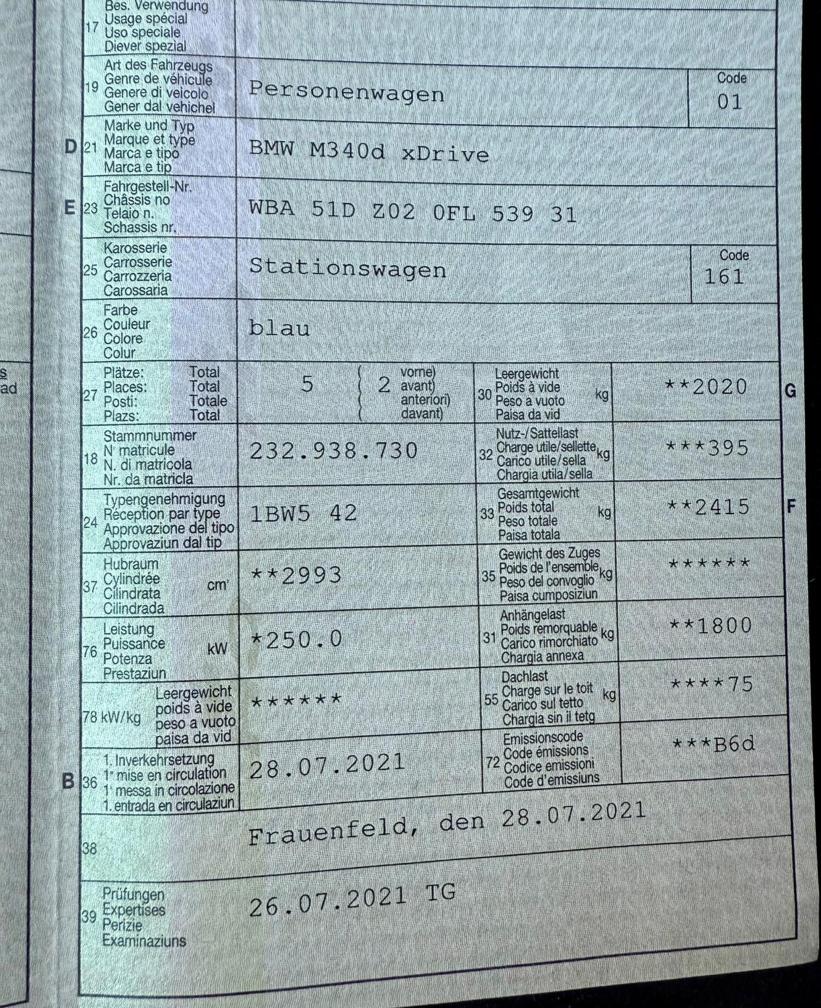 Bes. Verwendung
17 Usage spécial
Uso speciale
Diever spezial
Art des Fahrzeugs
19 Genre de véhicule
Genere di veicolo
Gener dal vehichel
Personenwagen
Code
01
Marke und Typ
D 21 Marque et type
Marca e tipo
Marca e tip
BMW M340d xDrive
Fahrgestell-Nr.
E 23 Châssis no
Telaio n.
Schassis nr.
WBA 51D Z02 0FL 539 31
Karosserie
25 Carrosserie
Carrozzeria
Carossaria
Stationswagen
Code
161
Farbe
26 Couleur
Colore
Colur
blau
s
ad
Plätze: Total
27 Places: Total
Posti: Totale
Plazs: Total
5 ( 2 vorne)
avant)
anteriori)
davant)
Leergewicht
30 Poids à vide kg
Peso a vuoto
Paisa da vid
**2020 G
Stammnummer
18 N° matricule
N. di matricola
Nr. da matricla
232.938.730
Nutz-/Sattellast
32 Charge utile/sellette kg
Carico utile/sella
Chargia utila/sella
***395
Typengenehmigung
24 Réception par type
Approvazione del tipo
Approvaziun dal tip
1BW5 42
Gesamtgewicht
33 Poids total kg
Peso totale
Paisa totala
**2415 F
Hubraum
37 Cylindrée cm³
Cilindrata
Cilindrada
**2993
Gewicht des Zuges
35 Poids de l'ensemble kg
Peso del convoglio
Paisa cumposiziun
******
Leistung
76 Puissance kW
Potenza
Prestaziun
*250.0
Anhängelast
31 Poids remorquable kg
Carico rimorchiato
Chargia annexa
**1800
Leergewicht
78 kW/kg poids à vide
peso a vuoto
paisa da vid
******
Dachlast
55 Charge sur le toit kg
Carico sul tetto
Chargia sin il tetg
****75
1. Inverkehrsetzung
B 36 1re mise en circulation
1a messa in circolazione
1. entrada en circulaziun
28.07.2021
Emissionscode
72 Code émissions
Codice emissioni
Code d'emissiuns
***B6d
38 Frauenfeld, den 28.07.2021
Prüfungen
39 Expertises
Perizie
Examinaziuns
26.07.2021 TG